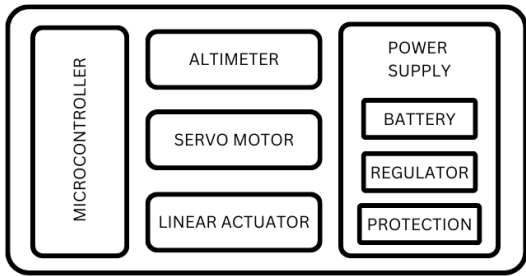 MICROCONTROLLER
ALTIMETER
SERVO MOTOR
LINEAR ACTUATOR
POWER
SUPPLY
BATTERY
REGULATOR
PROTECTION